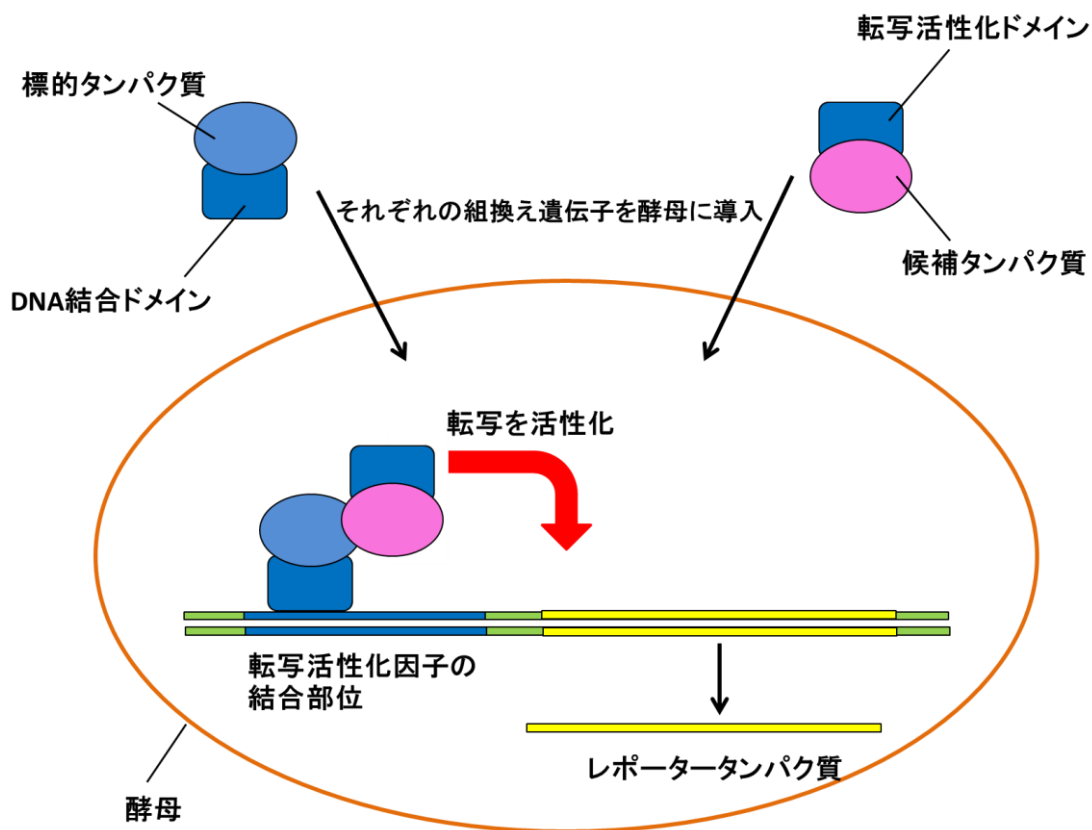 転写活性化ドメイン
標的タンパク質
それぞれの組換え遺伝子を酵母に導入
候補タンパク質
DNA結合ドメイン
転写を活性化
転写活性化因子の
結合部位
レポータータンパク質
酵母